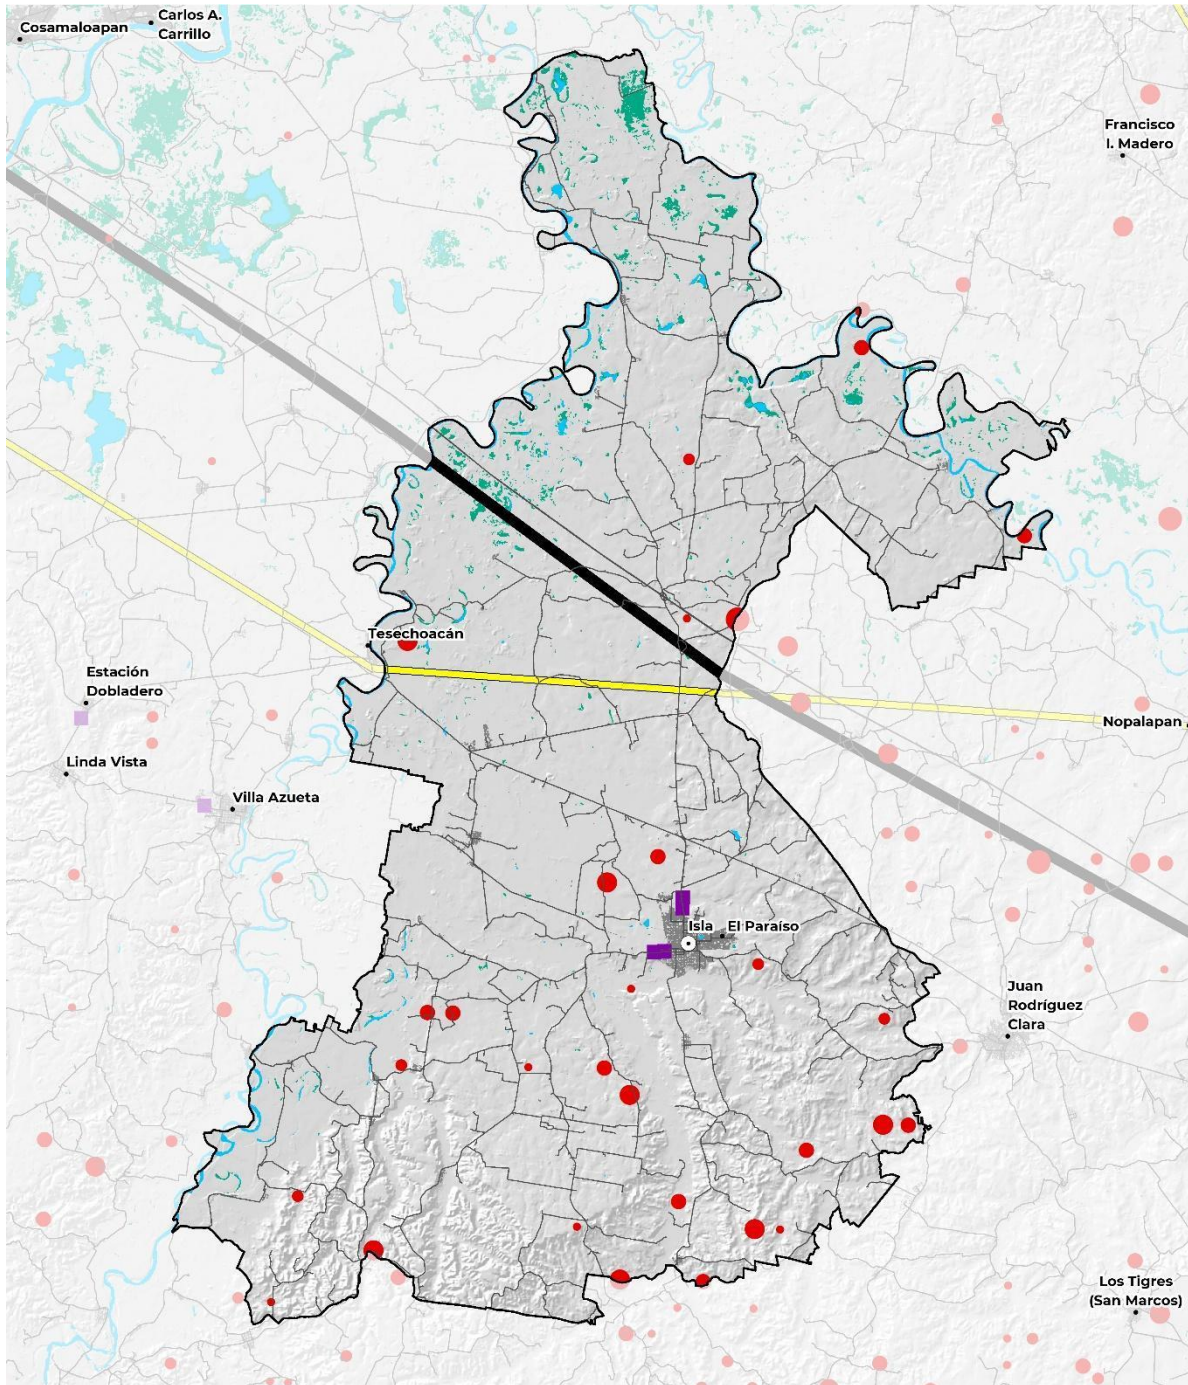 Cosamaloapan
Carlos A.
Carrillo
Francisco
I. Madero
Tesechoacán
Estación
Dobladero
Nopalapan
Linda Vista
Villa Azueta
Isla
El Paraíso
Juan
Rodríguez
Clara
Los Tigres
(San Marcos)